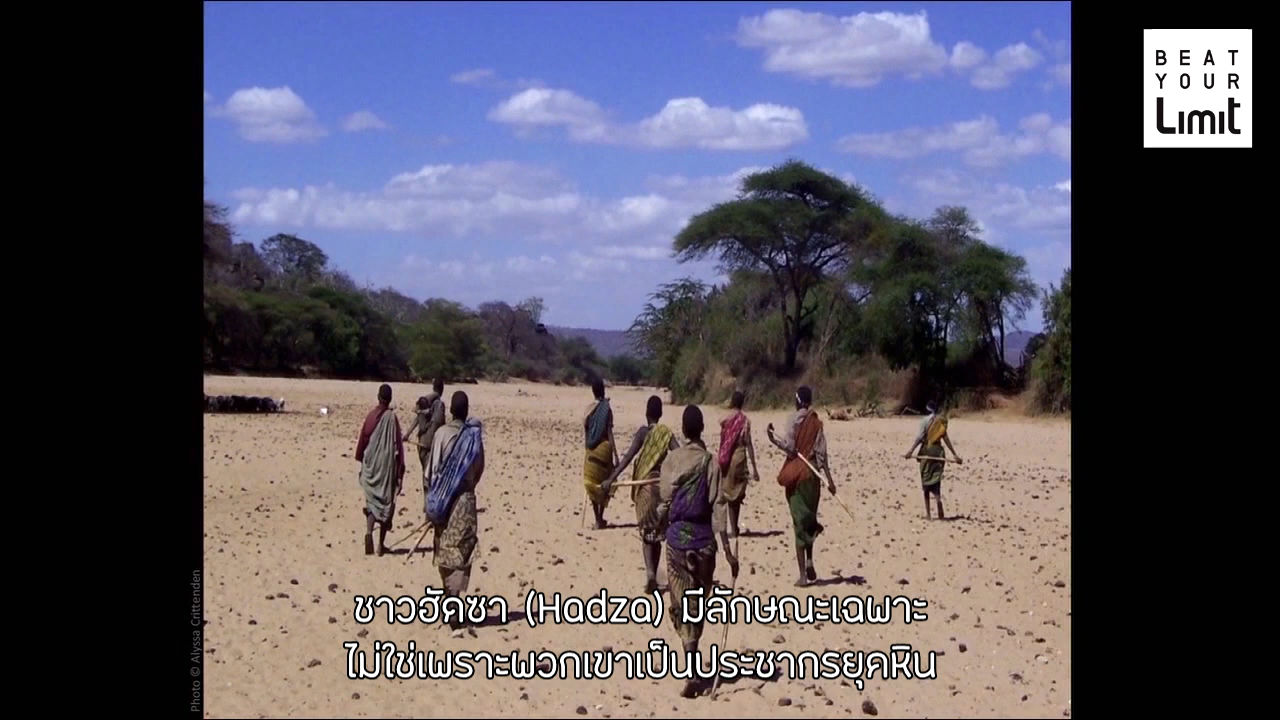 BEAT
YOUR
Limit
ชาวฮัดซา (Hadza) มีลักษณะเฉพาะ
ไม่ใช่เพราะพวกเขาเป็นประชากรยุคหิน
Photo © Alyssa Crittenden